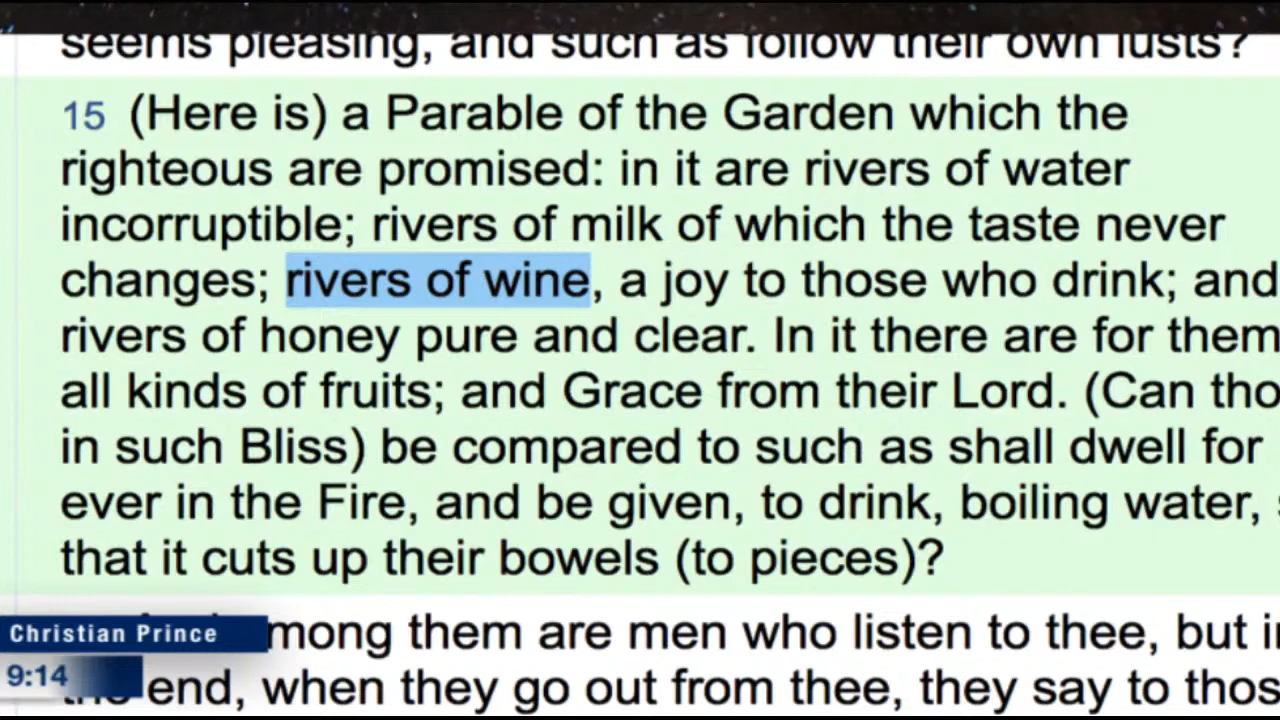 seems pleasing, and such as follow their own lusts?
15 (Here is) a Parable of the Garden which the
righteous are promised: in it are rivers of water
incorruptible; rivers of milk of which the taste never
changes; rivers of wine, a joy to those who drink; and
rivers of honey pure and clear. In it there are for them
all kinds of fruits; and Grace from their Lord. (Can tho
in such Bliss) be compared to such as shall dwell for
ever in the Fire, and be given, to drink, boiling water, s
that it cuts up their bowels (to pieces)?
mong them are men who listen to thee, but i
end, when they go out from thee, they say to thos
Christian Prince
9:14